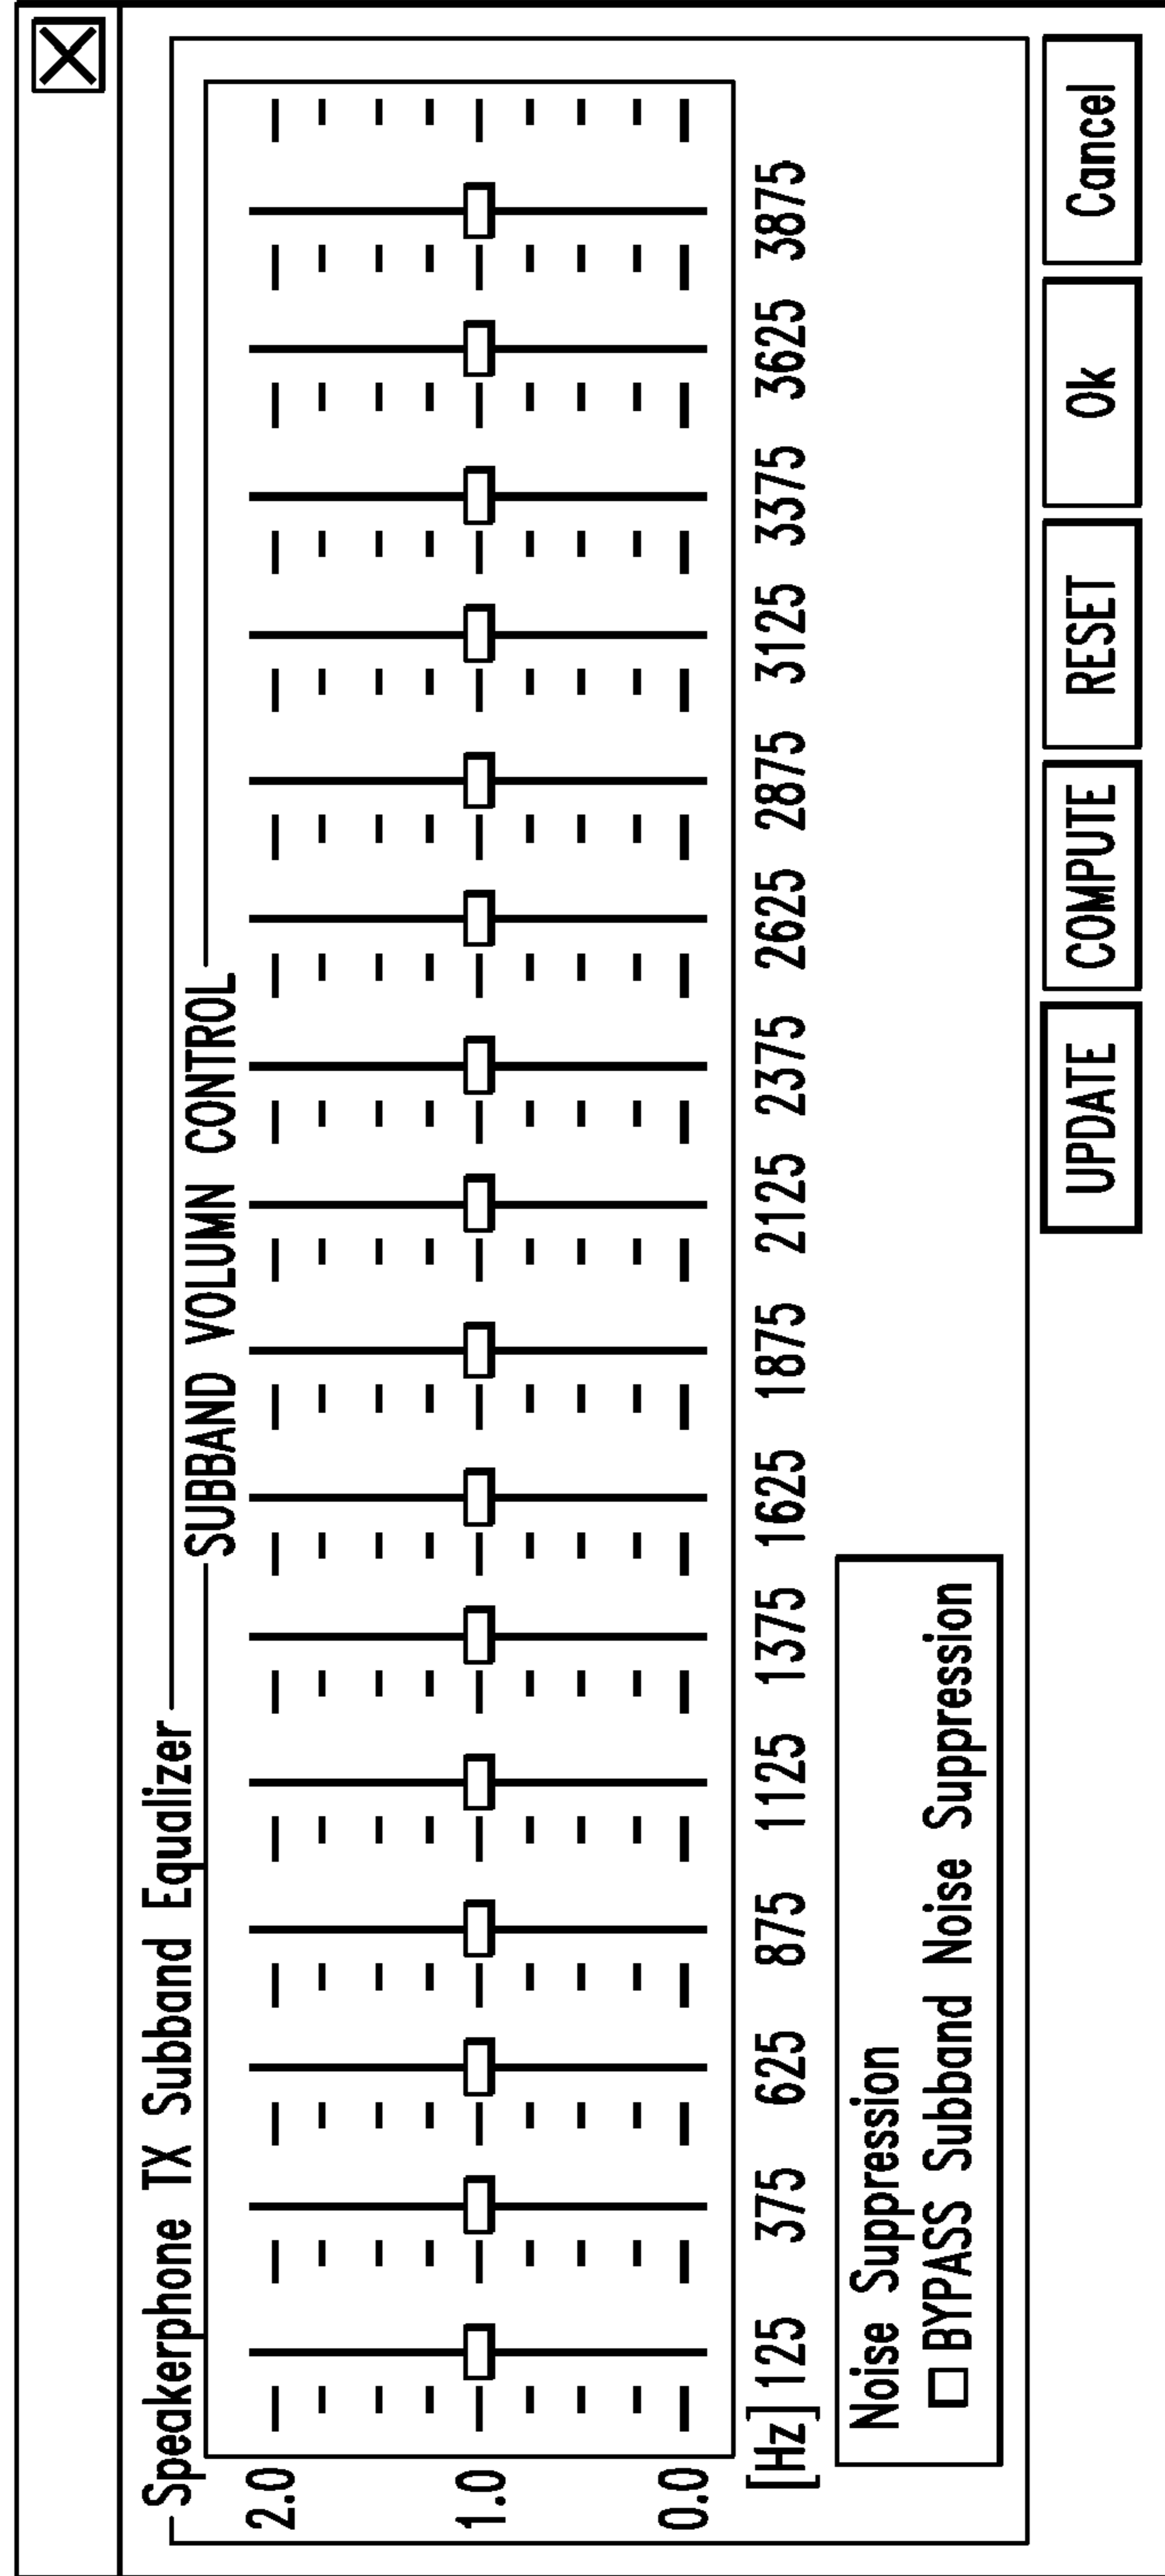 Speakerphone TX Subband Equalizer
SUBBAND VOLUMN CONTROL
2.0
1.0
0.0
[Hz] 125 375 625 875 1125 1375 1625 1875 2125 2375 2625 2875 3125 3375 3625 3875
Noise Suppression
BYPASS Subband Noise Suppression
UPDATE COMPUTE RESET Ok Cancel